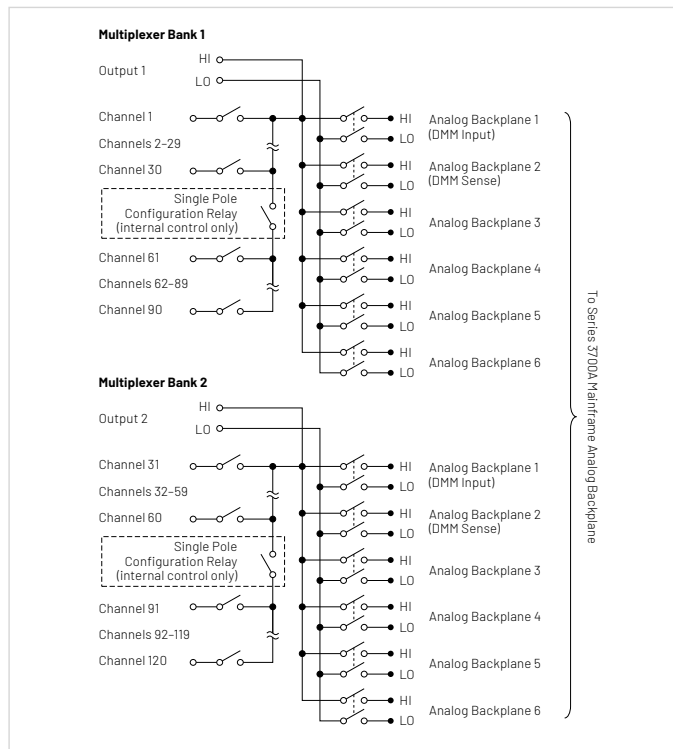 Multiplexer Bank 1
Output 1
HI
LO
Channel 1
Channels 2–29
Channel 30
Single Pole
Configuration Relay
(internal control only)
Channel 61
Channels 62–89
Channel 90
HI
LO
Analog Backplane 1
(DMM Input)
HI
LO
Analog Backplane 2
(DMM Sense)
HI
LO
Analog Backplane 3
HI
LO
Analog Backplane 4
HI
LO
Analog Backplane 5
HI
LO
Analog Backplane 6
Multiplexer Bank 2
Output 2
HI
LO
Channel 31
Channels 32–59
Channel 60
Single Pole
Configuration Relay
(internal control only)
Channel 91
Channels 92–119
Channel 120
HI
LO
Analog Backplane 1
(DMM Input)
HI
LO
Analog Backplane 2
(DMM Sense)
HI
LO
Analog Backplane 3
HI
LO
Analog Backplane 4
HI
LO
Analog Backplane 5
HI
LO
Analog Backplane 6
To Series 3700A Mainframe Analog Backplane